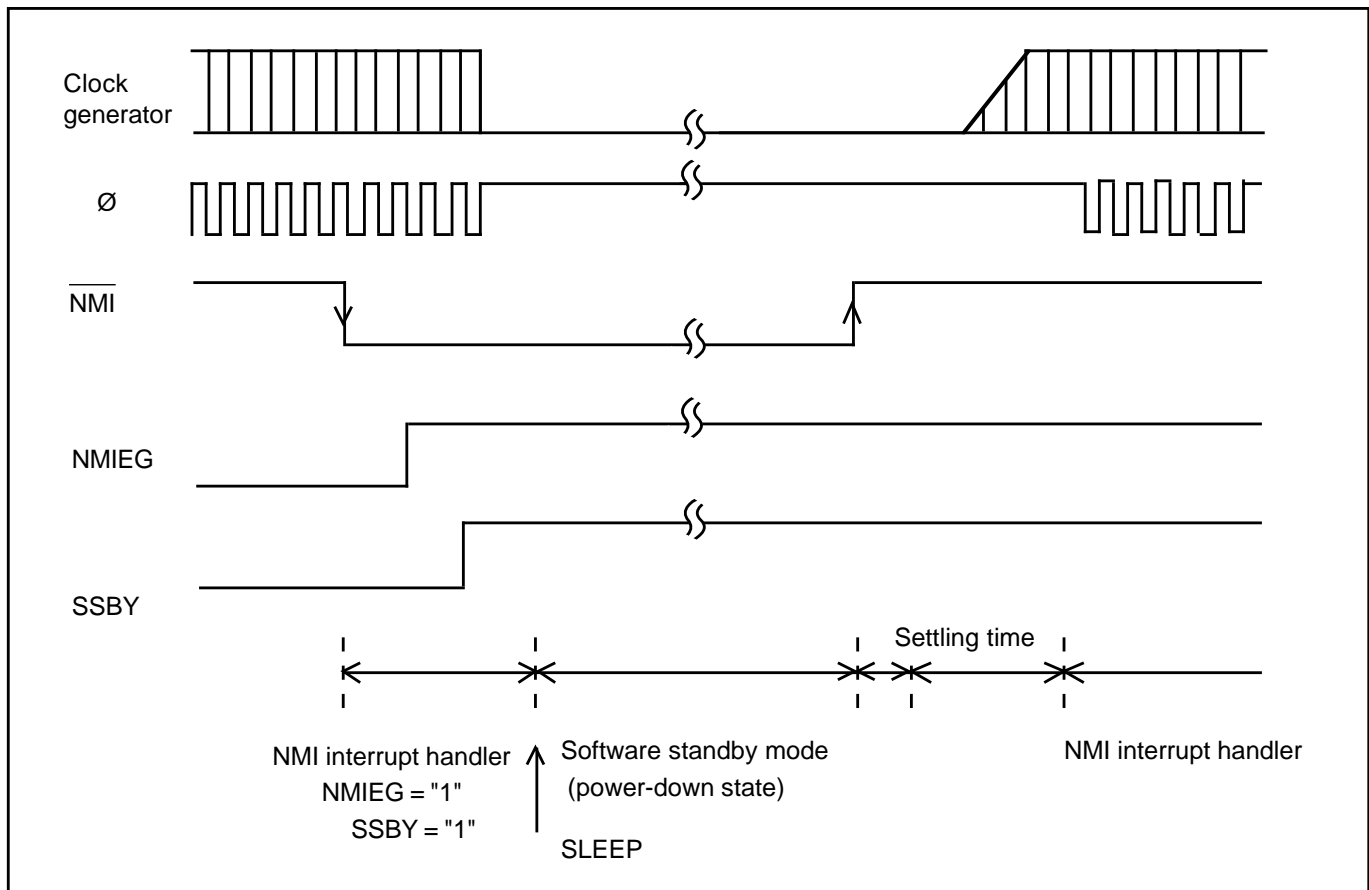 Clock
generator
Ø
NMI
NMIEG
SSBY
Settling time
NMI interrupt handler
NMIEG = "1"
SSBY = "1"
Software standby mode
(power-down state)
SLEEP
NMI interrupt handler